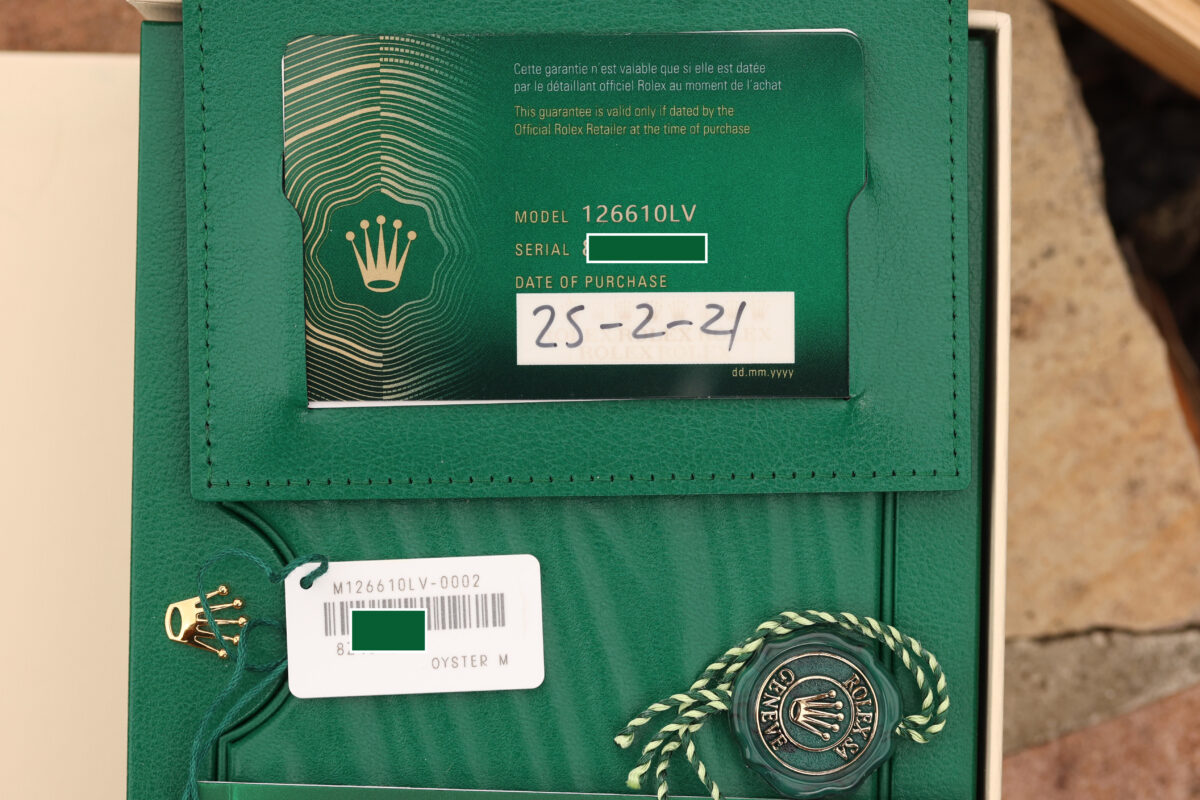 Cette garantie n'est valable que si elle est datée
par le détaillant officiel Rolex au moment de l'achat
This guarantee is valid only if dated by the
Official Rolex Retailer at the time of purchase
MODEL 126610LV
SERIAL
DATE OF PURCHASE
25-2-21
ROLEX ROLEX
dd.mm.yyyy
M126610LV-0002
OYSTER M
ROLEX SA
GENEVE